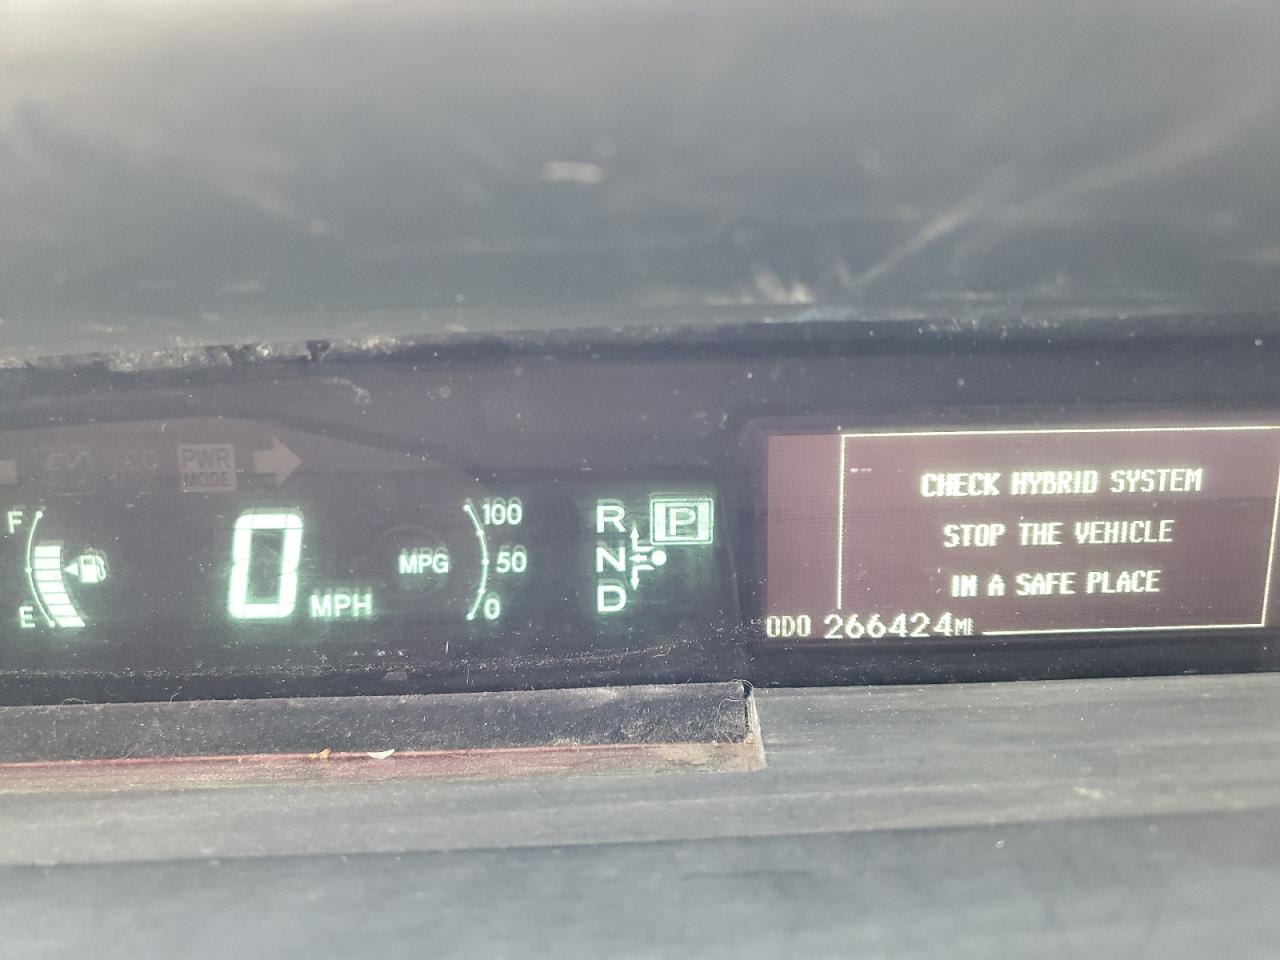 EV
PWR
MODE
F
E
0
MPH
MPG
100
50
0
R
P
N
D
CHECK HYBRID SYSTEM
STOP THE VEHICLE
IN A SAFE PLACE
ODO 266424MI